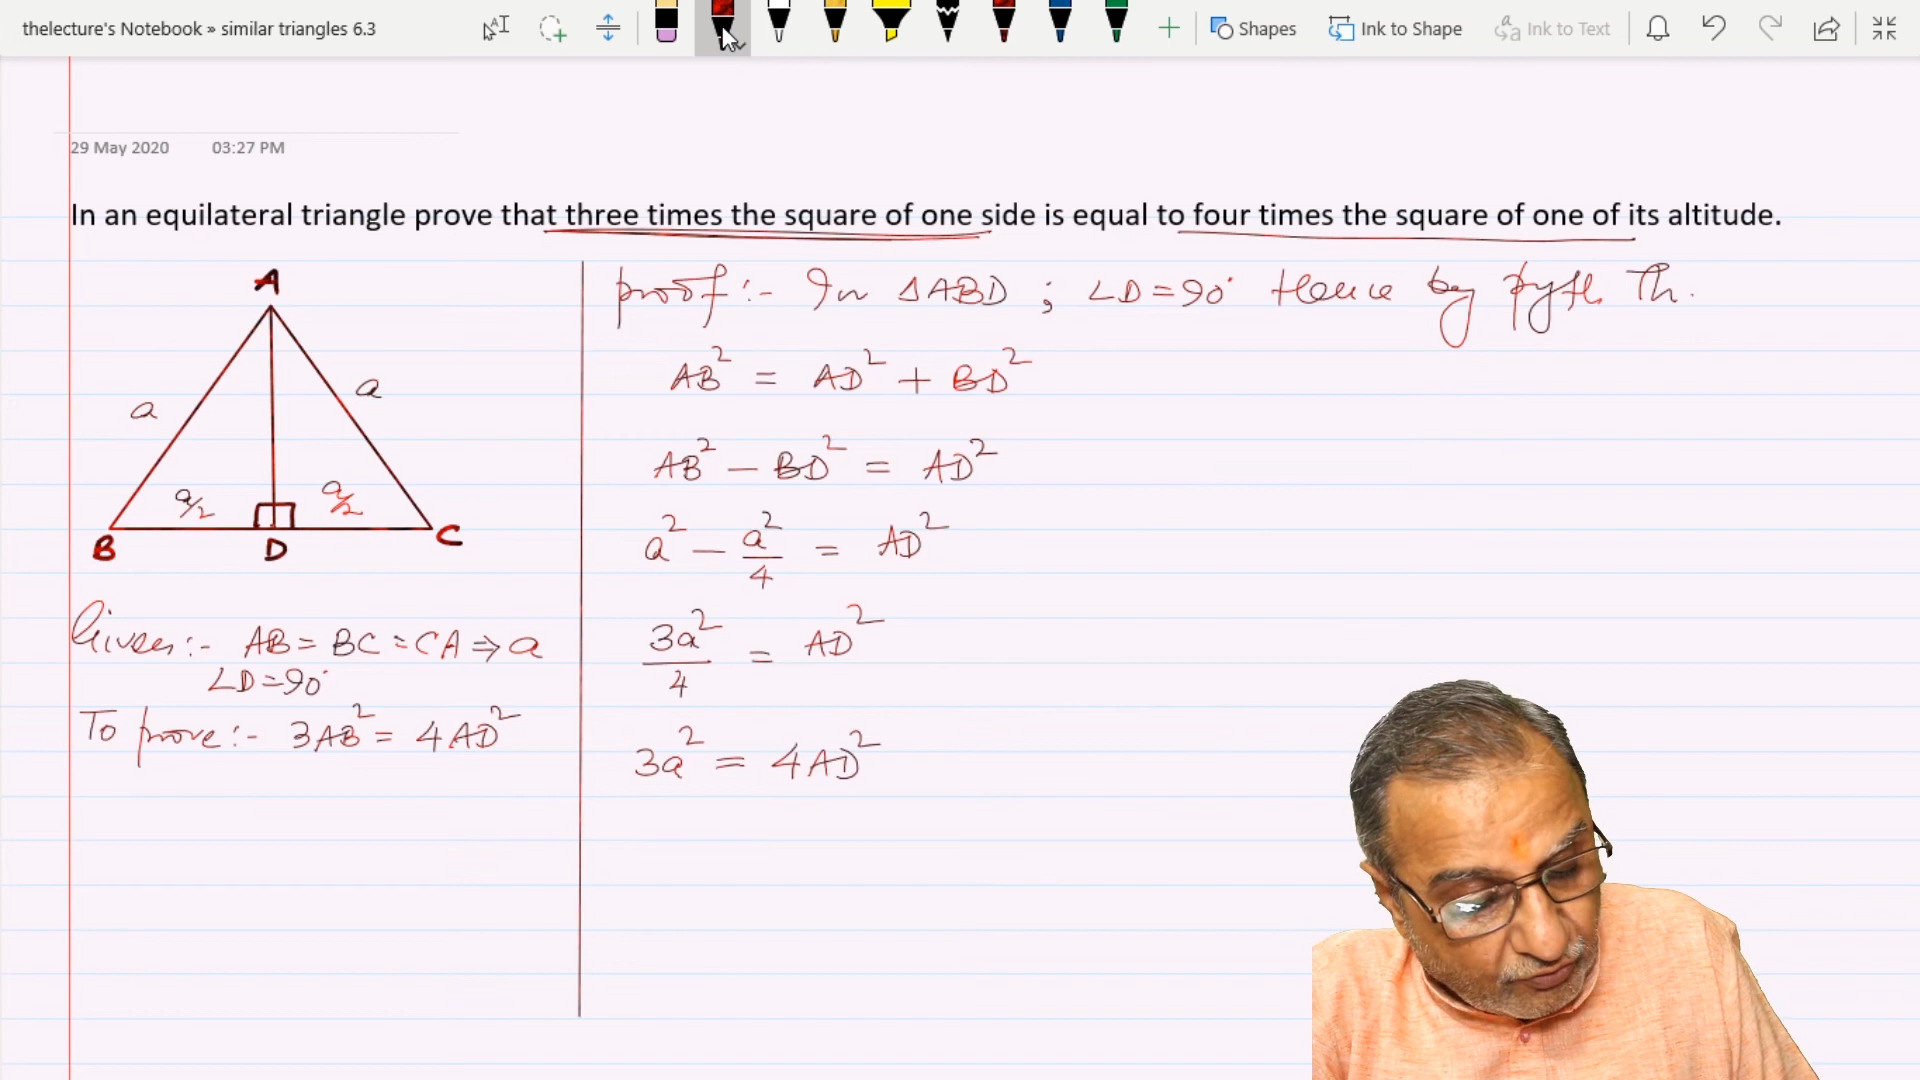 thelecture's Notebook » similar triangles 6.3
Shapes
Ink to Shape
Ink to Text
29 May 2020 03:27 PM
In an equilateral triangle prove that three times the square of one side is equal to four times the square of one of its altitude.
A
a a
a/2 a/2
B D C
Given:- AB = BC = CA ⇒ a
∠D = 90°
To prove:- 3AB² = 4AD²
proof:- In △ABD ; ∠D = 90° Hence by pyth Th.
AB² = AD² + BD²
AB² − BD² = AD²
a² − a²/4 = AD²
3a²/4 = AD²
3a² = 4AD²